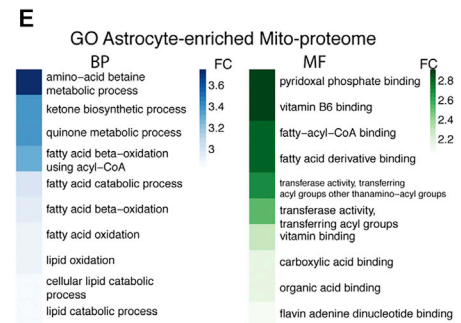 E
GO Astrocyte-enriched Mito-proteome
BP
FC
amino-acid betaine
metabolic process
ketone biosynthetic process
quinone metabolic process
fatty acid beta-oxidation
using acyl-CoA
fatty acid catabolic process
fatty acid beta-oxidation
fatty acid oxidation
lipid oxidation
cellular lipid catabolic
process
lipid catabolic process
3.6
3.4
3.2
3
MF
FC
pyridoxal phosphate binding
vitamin B6 binding
fatty-acyl-CoA binding
fatty acid derivative binding
transferase activity, transferring
acyl groups other thanamino-acyl groups
transferase activity,
transferring acyl groups
vitamin binding
carboxylic acid binding
organic acid binding
flavin adenine dinucleotide binding
2.8
2.6
2.4
2.2